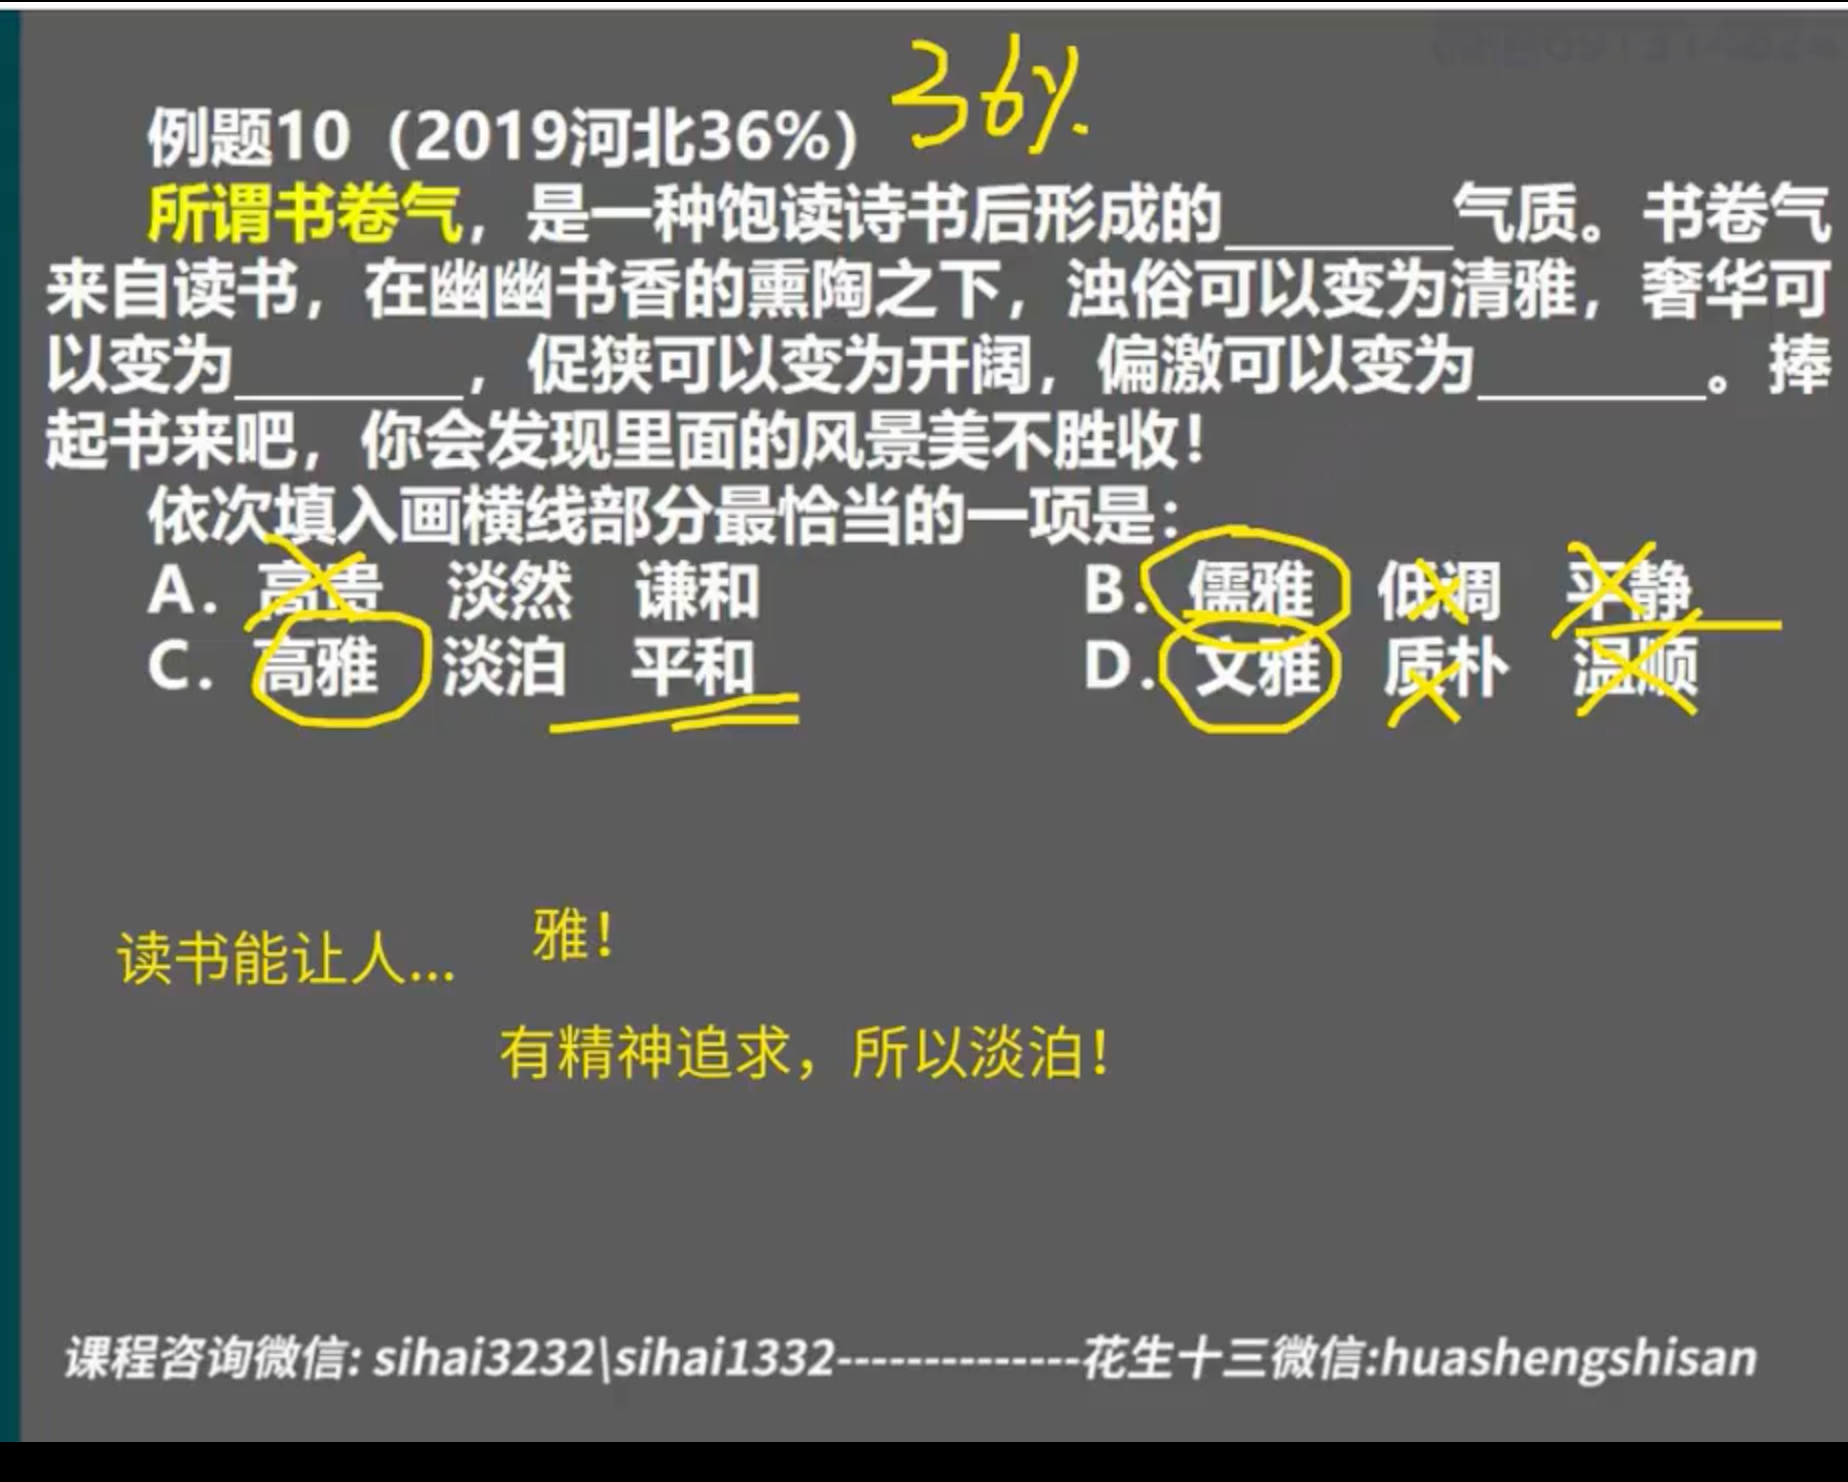 36%
例题10（2019河北36%）
所谓书卷气，是一种饱读诗书后形成的________气质。书卷气
来自读书，在幽幽书香的熏陶之下，浊俗可以变为清雅，奢华可
以变为________，促狭可以变为开阔，偏激可以变为________。捧
起书来吧，你会发现里面的风景美不胜收！
依次填入画横线部分最恰当的一项是：
A. 高贵 淡然 谦和 B. 儒雅 低调 平静
C. 高雅 淡泊 平和 D. 文雅 质朴 温顺
雅！
读书能让人...
有精神追求，所以淡泊！
课程咨询微信: sihai3232\sihai1332--------------花生十三微信:huashengshisan